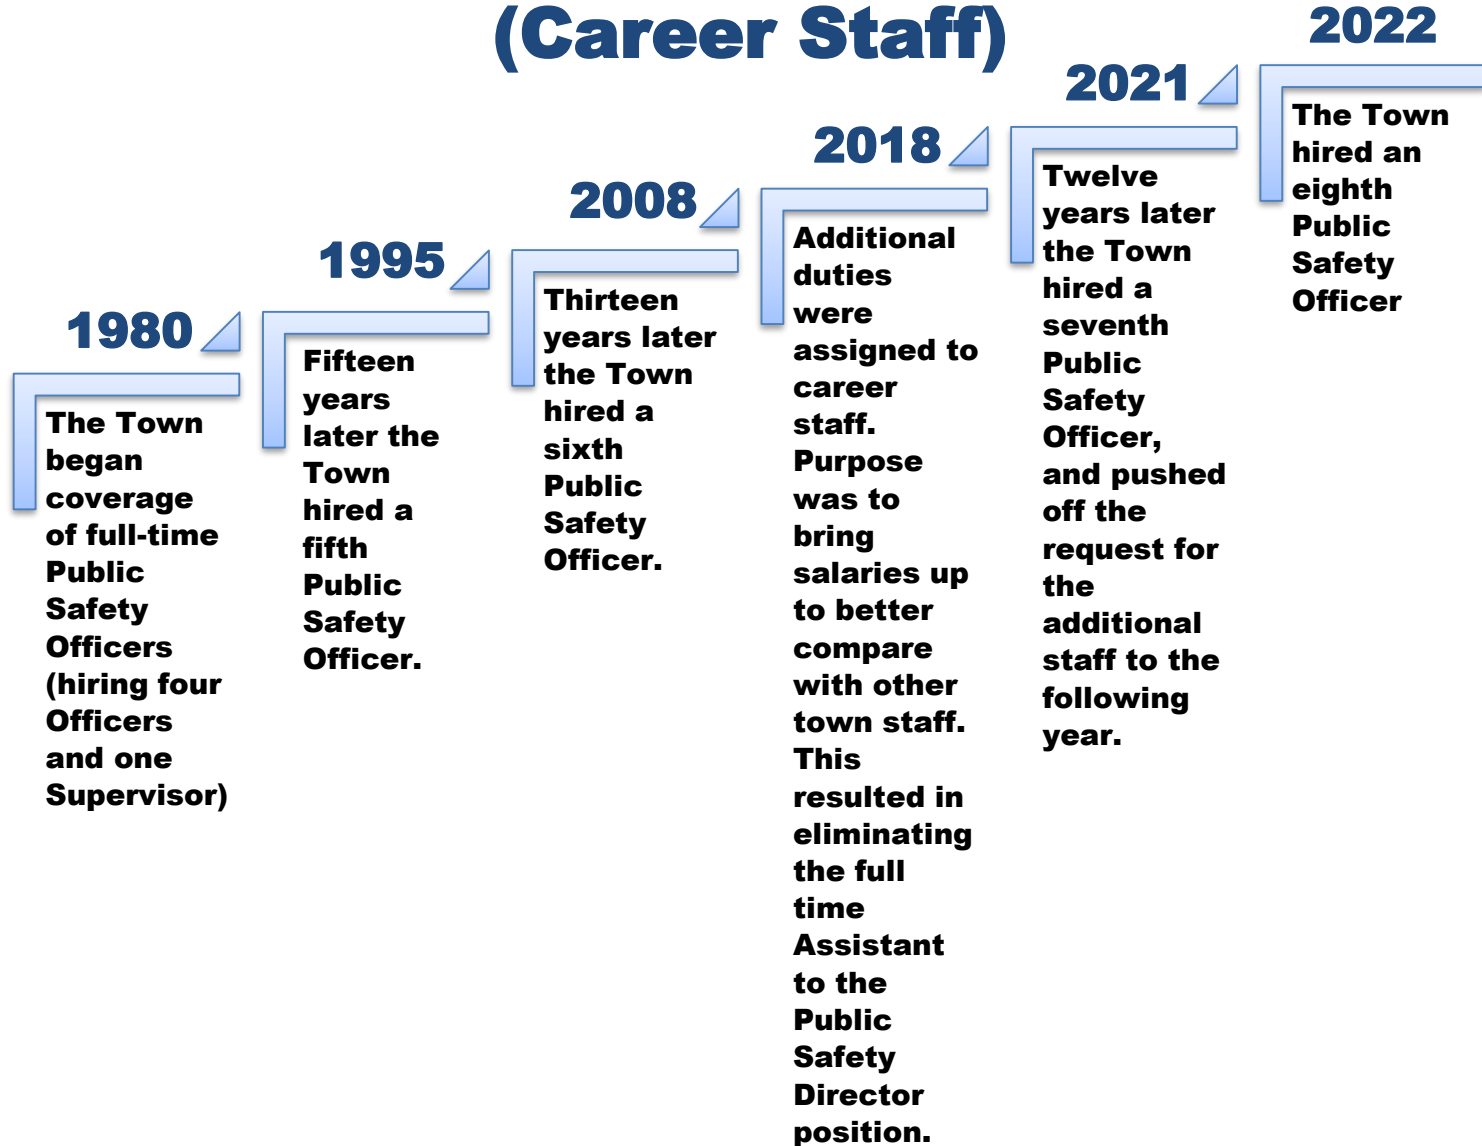 (Career Staff)
1980
The Town
began
coverage
of full-time
Public
Safety
Officers
(hiring four
Officers
and one
Supervisor)
1995
Fifteen
years
later the
Town
hired a
fifth
Public
Safety
Officer.
2008
Thirteen
years later
the Town
hired a
sixth
Public
Safety
Officer.
2018
Additional
duties
were
assigned to
career
staff.
Purpose
was to
bring
salaries up
to better
compare
with other
town staff.
This
resulted in
eliminating
the full
time
Assistant
to the
Public
Safety
Director
position.
2021
Twelve
years later
the Town
hired a
seventh
Public
Safety
Officer,
and pushed
off the
request for
the
additional
staff to the
following
year.
2022
The Town
hired an
eighth
Public
Safety
Officer